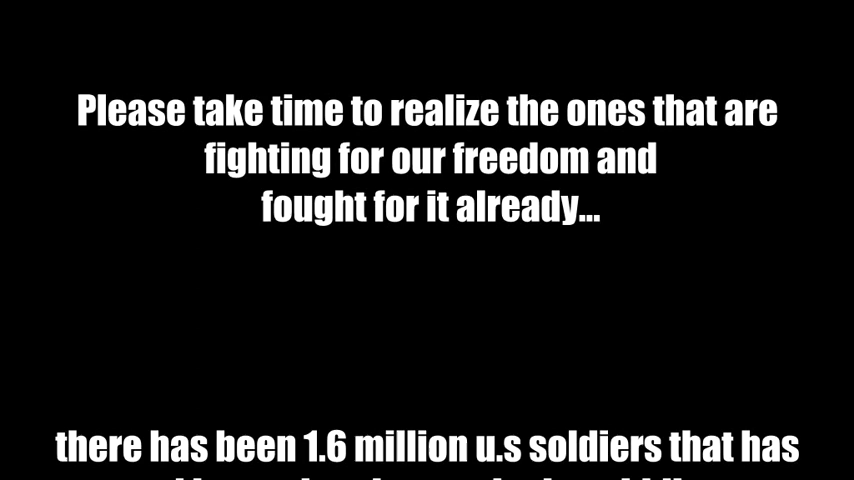 Please take time to realize the ones that are
fighting for our freedom and
fought for it already...
there has been 1.6 million u.s soldiers that has